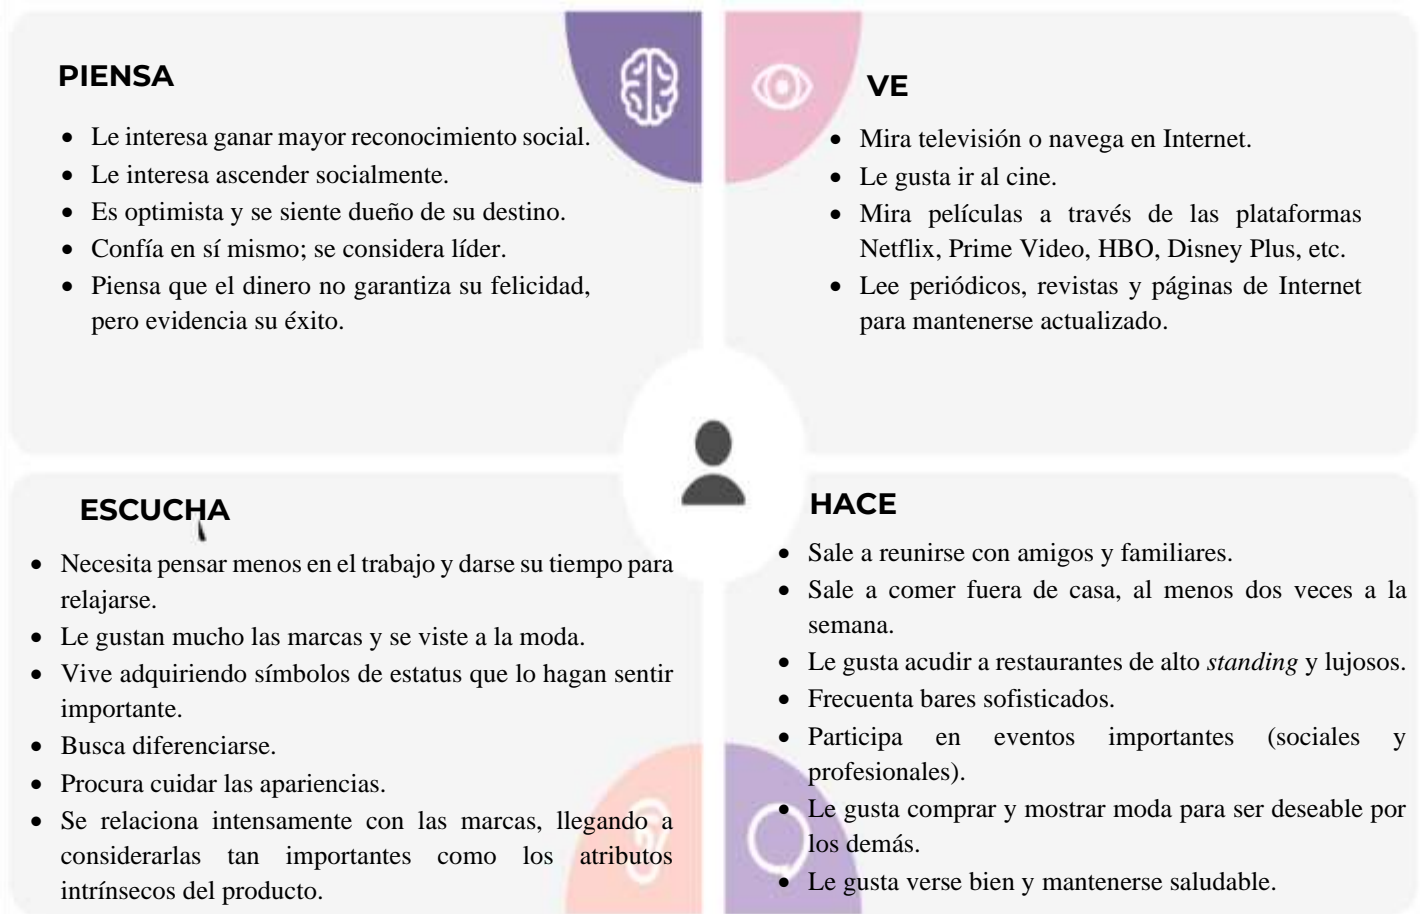 PIENSA
• Le interesa ganar mayor reconocimiento social.
• Le interesa ascender socialmente.
• Es optimista y se siente dueño de su destino.
• Confía en sí mismo; se considera líder.
• Piensa que el dinero no garantiza su felicidad,
pero evidencia su éxito.
VE
• Mira televisión o navega en Internet.
• Le gusta ir al cine.
• Mira películas a través de las plataformas
Netflix, Prime Video, HBO, Disney Plus, etc.
• Lee periódicos, revistas y páginas de Internet
para mantenerse actualizado.
ESCUCHA
• Necesita pensar menos en el trabajo y darse su tiempo para
relajarse.
• Le gustan mucho las marcas y se viste a la moda.
• Vive adquiriendo símbolos de estatus que lo hagan sentir
importante.
• Busca diferenciarse.
• Procura cuidar las apariencias.
• Se relaciona intensamente con las marcas, llegando a
considerarlas tan importantes como los atributos
intrínsecos del producto.
HACE
• Sale a reunirse con amigos y familiares.
• Sale a comer fuera de casa, al menos dos veces a la
semana.
• Le gusta acudir a restaurantes de alto standing y lujosos.
• Frecuenta bares sofisticados.
• Participa en eventos importantes (sociales y
profesionales).
• Le gusta comprar y mostrar moda para ser deseable por
los demás.
• Le gusta verse bien y mantenerse saludable.